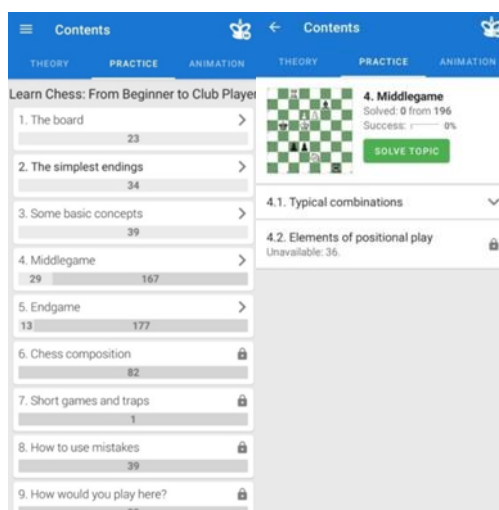 Contents
THEORY PRACTICE ANIMATION
Learn Chess: From Beginner to Club Player
1. The board
23
2. The simplest endings
34
3. Some basic concepts
39
4. Middlegame
29 167
5. Endgame
13 177
6. Chess composition
82
7. Short games and traps
1
8. How to use mistakes
39
9. How would you play here?
Contents
THEORY PRACTICE ANIMATION
4. Middlegame
Solved: 0 from 196
Success: 0%
SOLVE TOPIC
4.1. Typical combinations
4.2. Elements of positional play
Unavailable: 36.